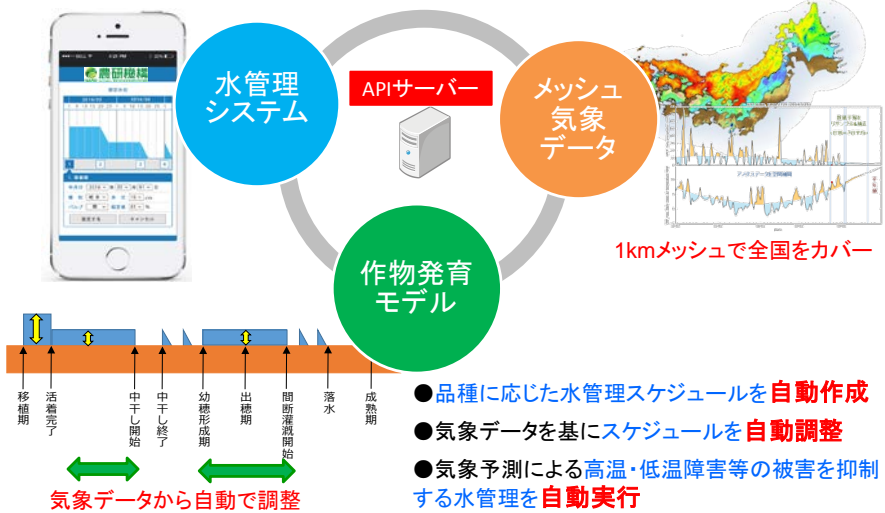 農研機構
水管理
システム
APIサーバー
メッシュ
気象
データ
作物発育
モデル
1kmメッシュで全国をカバー
移植期
活着完了
中干し開始
中干し終了
幼穂形成期
出穂期
間断灌漑開始
落水
成熟期
気象データから自動で調整
●品種に応じた水管理スケジュールを自動作成
●気象データを基にスケジュールを自動調整
●気象予測による高温・低温障害等の被害を抑制
する水管理を自動実行